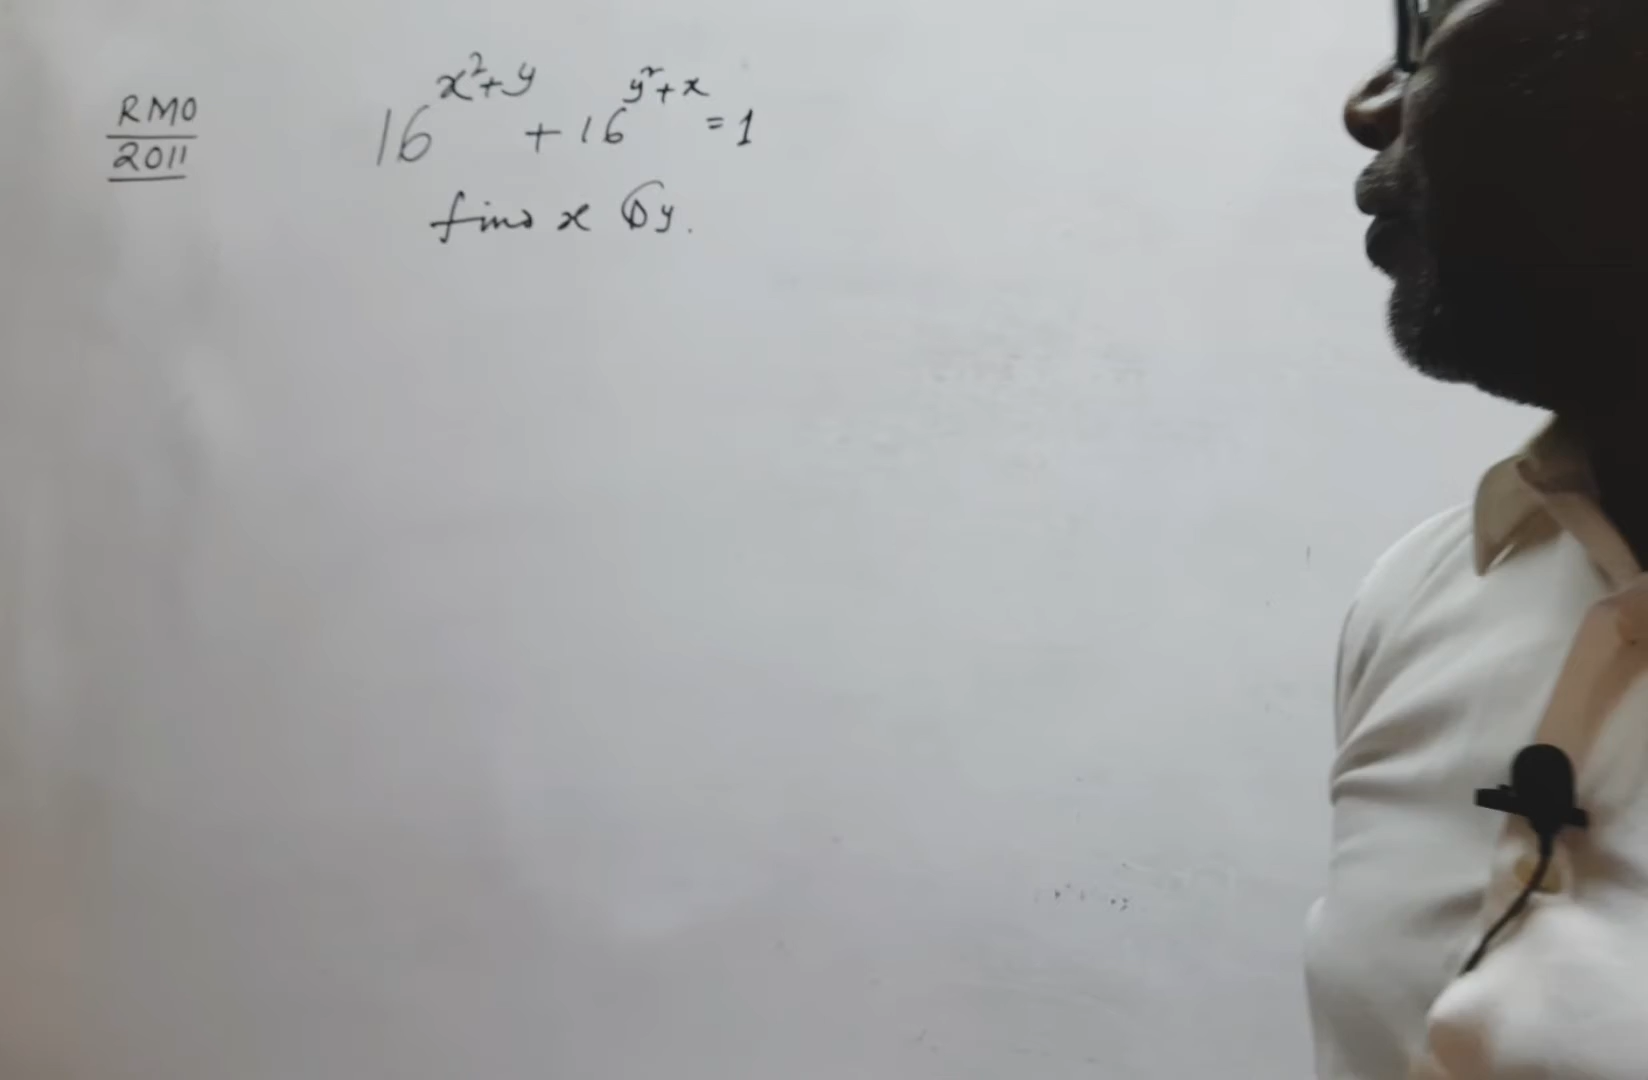 RMO
2011
16^{x²+y} + 16^{y²+x} = 1
find x & y.